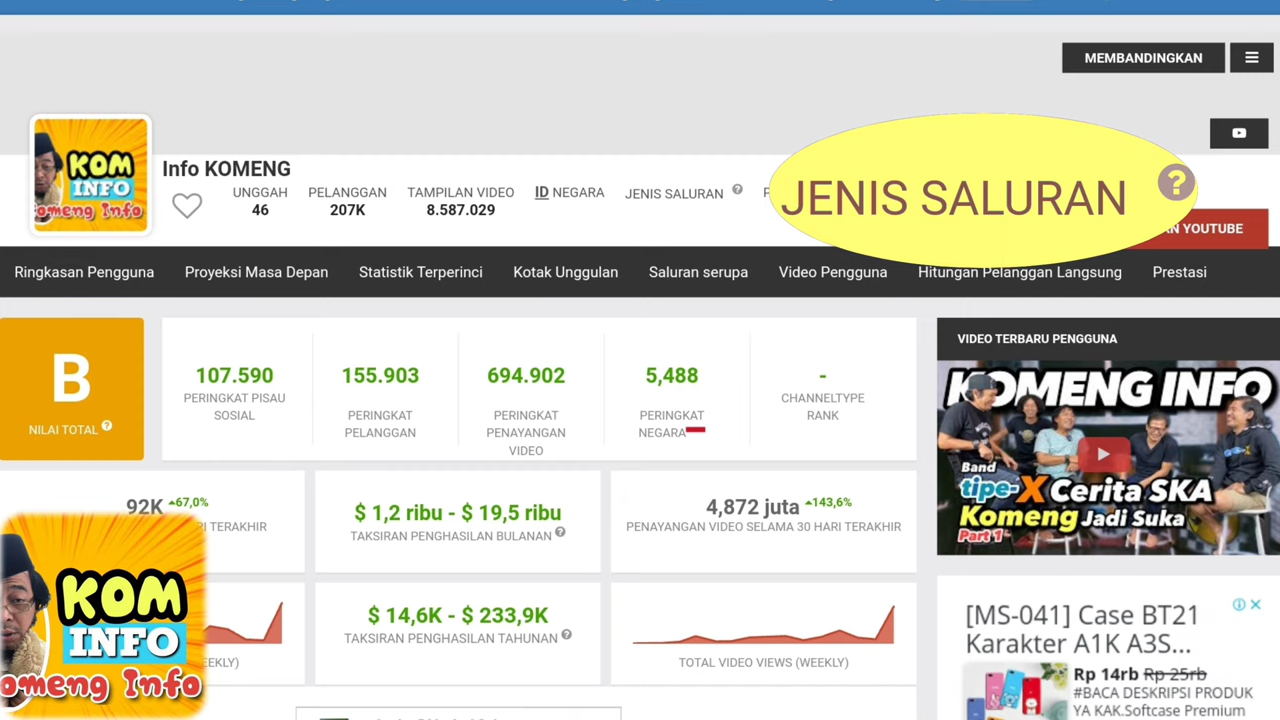 MEMBANDINGKAN
KOM
INFO
omeng Info
Info KOMENG
UNGGAH
46
PELANGGAN
207K
TAMPILAN VIDEO
8.587.029
ID NEGARA
JENIS SALURAN ?
JENIS SALURAN ?
YOUTUBE
Ringkasan Pengguna
Proyeksi Masa Depan
Statistik Terperinci
Kotak Unggulan
Saluran serupa
Video Pengguna
Hitungan Pelanggan Langsung
Prestasi
B
NILAI TOTAL ?
107.590
PERINGKAT PISAU
SOSIAL
155.903
PERINGKAT
PELANGGAN
694.902
PERINGKAT
PENAYANGAN
VIDEO
5,488
PERINGKAT
NEGARA
-
CHANNELTYPE
RANK
VIDEO TERBARU PENGGUNA
KOMENG INFO
Band
tipe-X Cerita SKA
Komeng Jadi Suka
Part 1
92K 67,0%
TERAKHIR
$ 1,2 ribu - $ 19,5 ribu
TAKSIRAN PENGHASILAN BULANAN ?
4,872 juta 143,6%
PENAYANGAN VIDEO SELAMA 30 HARI TERAKHIR
KOM
INFO
omeng Info
EEKLY)
$ 14,6K - $ 233,9K
TAKSIRAN PENGHASILAN TAHUNAN ?
TOTAL VIDEO VIEWS (WEEKLY)
[MS-041] Case BT21
Karakter A1K A3S...
Rp 14rb Rp 25rb
#BACA DESKRIPSI PRODUK
YA KAK.Softcase Premium